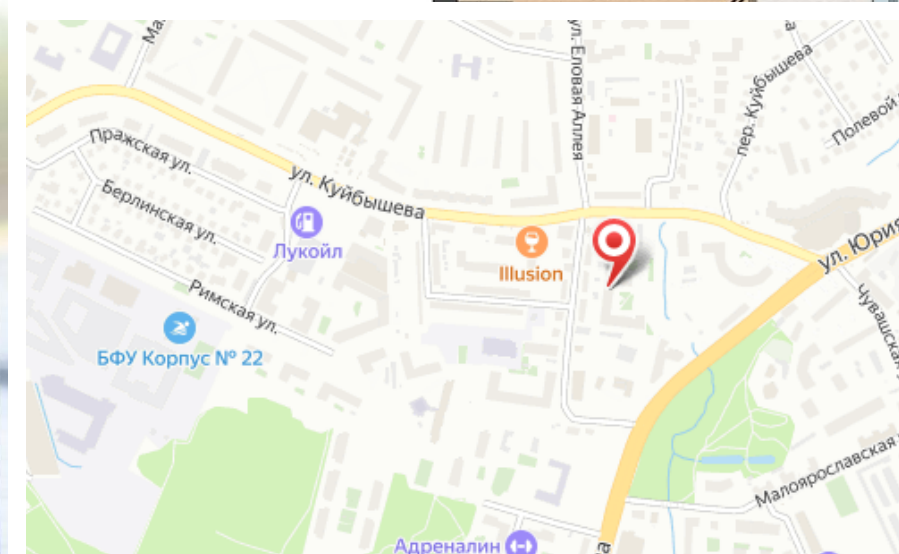 ул. Еловая Аллея
пер. Куйбышева
Полевой
Пражская ул.
ул. Куйбышева
Берлинская ул.
Лукойл
Illusion
ул. Юрия
Римская ул.
Чувашская
БФУ Корпус № 22
Малоярославская
Адреналин